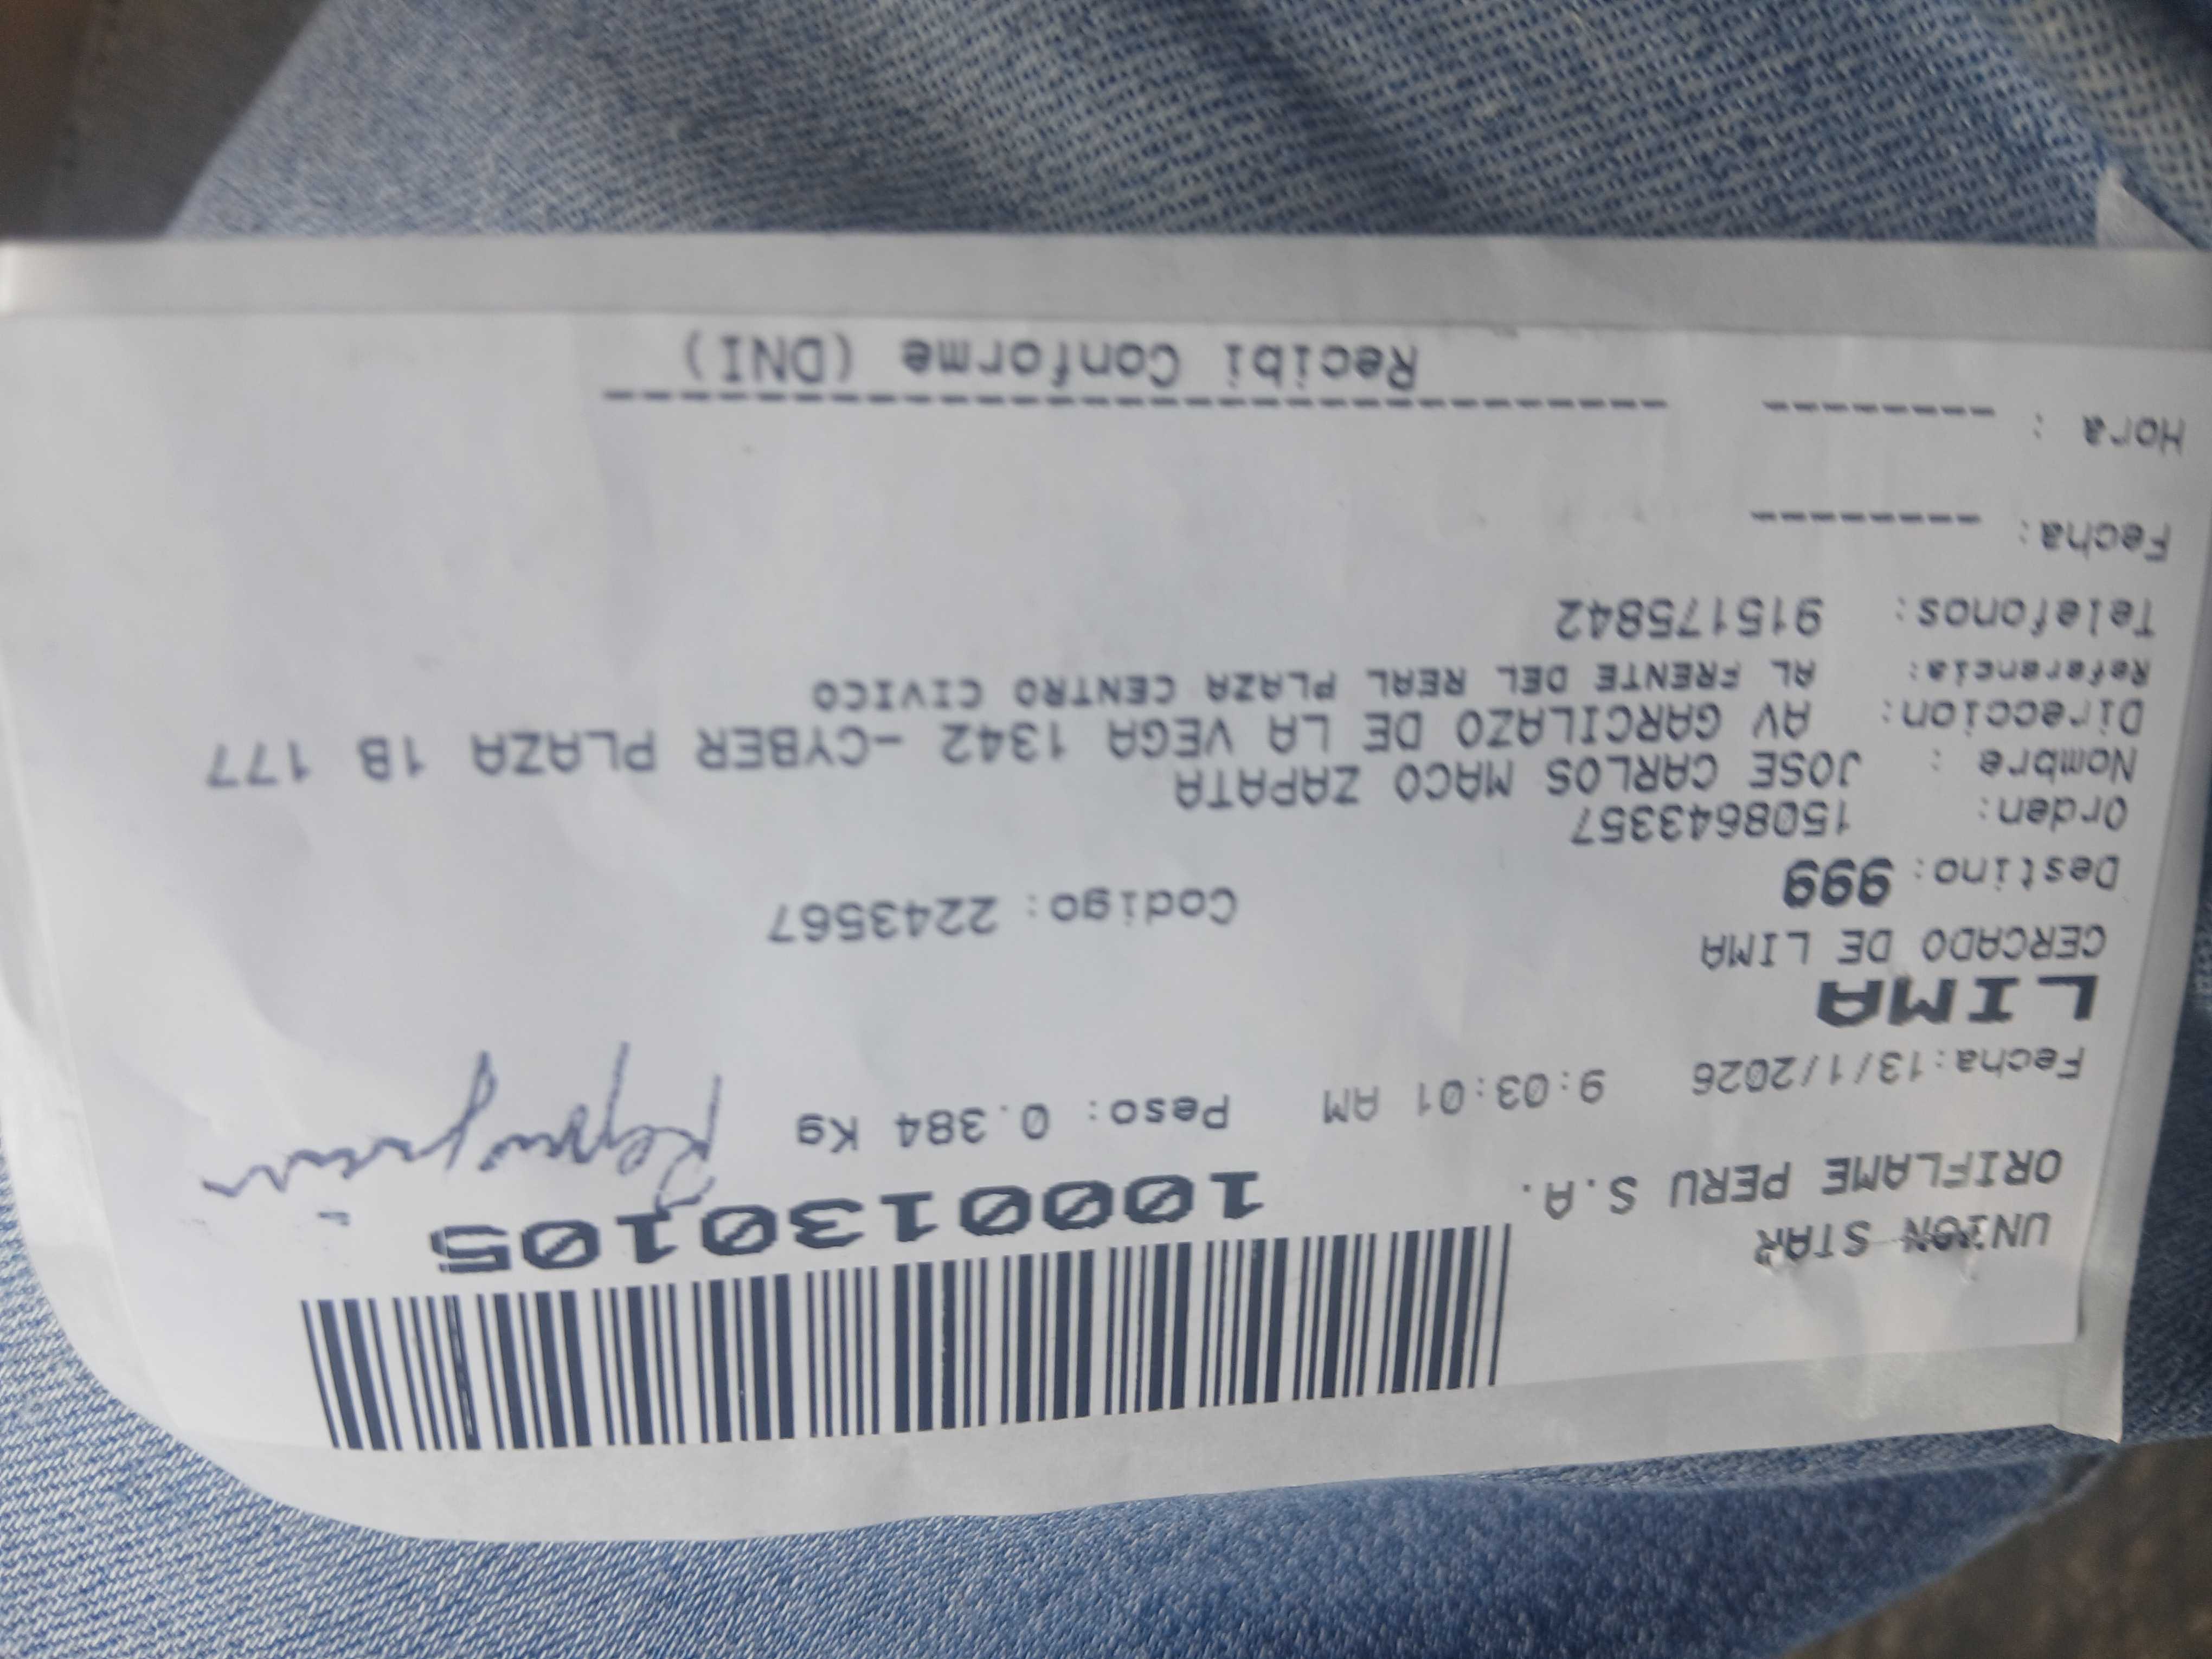 UNION STAR
ORIFLAME PERU S.A.
1000130105
Fecha:13/1/2026 9:03:01 AM Peso: 0.384 Kg
LIMA
CERCADO DE LIMA
Destino: 999 Codigo: 2243567
Orden: 1508643357
Nombre : JOSE CARLOS MACO ZAPATA
Direccion: AV GARCILAZO DE LA VEGA 1342 -CYBER PLAZA 1B 177
Referencia: AL FRENTE DEL REAL PLAZA CENTRO CIVICO
Telefonos: 915175842
Fecha: ---------
Hora : ---------
Recibi Conforme (DNI)